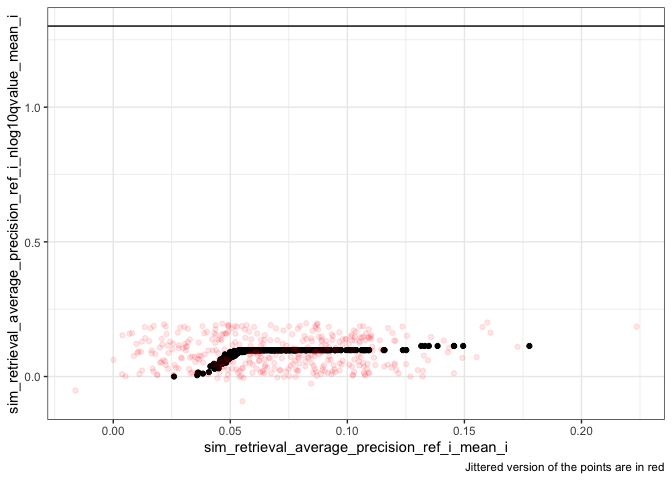 sim_retrieval_average_precision_ref_i_nlog10qvalue_mean_i
1.0
0.5
0.0
0.00
0.05
0.10
0.15
0.20
sim_retrieval_average_precision_ref_i_mean_i
Jittered version of the points are in red